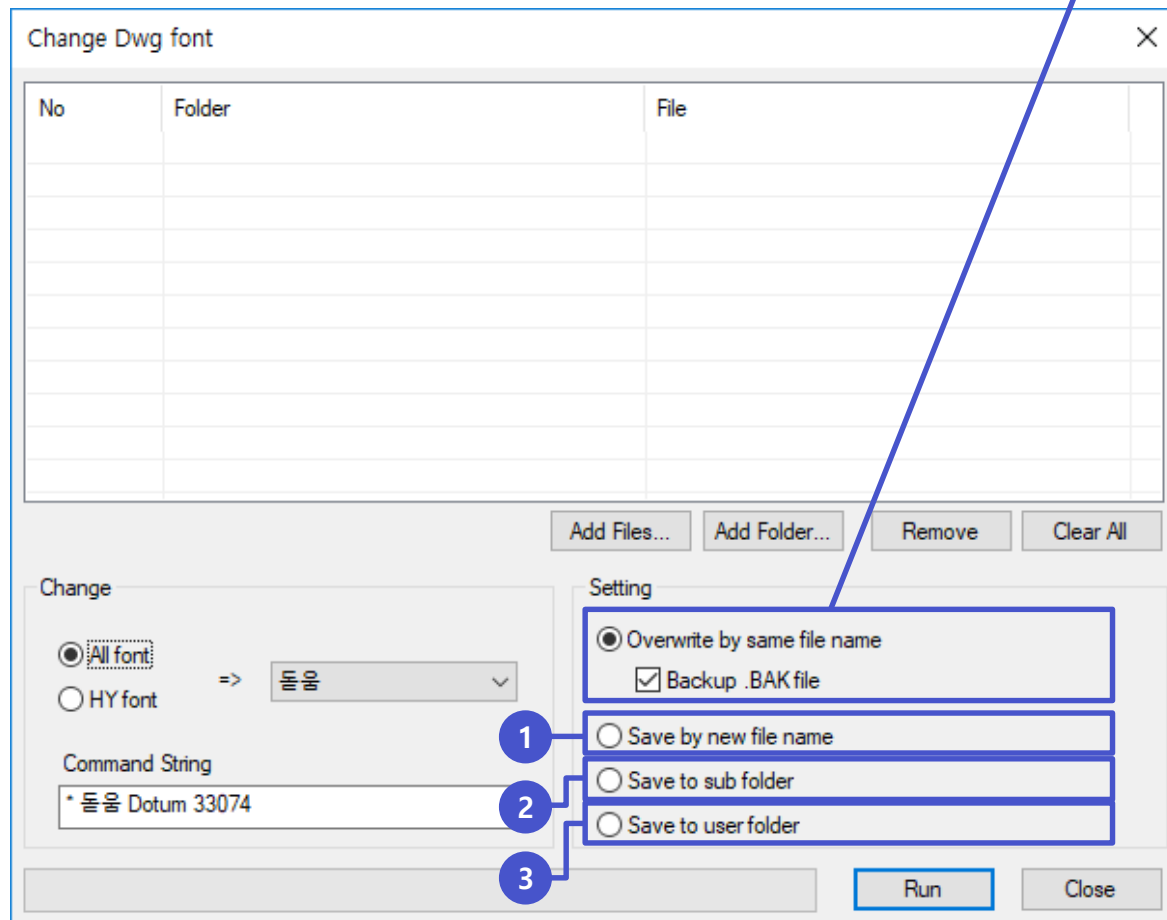 Change Dwg font
No Folder File
Add Files... Add Folder... Remove Clear All
Change
All font
HY font
=> 돋움
Command String
* 돋움 Dotum 33074
Setting
Overwrite by same file name
Backup .BAK file
1 Save by new file name
2 Save to sub folder
3 Save to user folder
Run Close